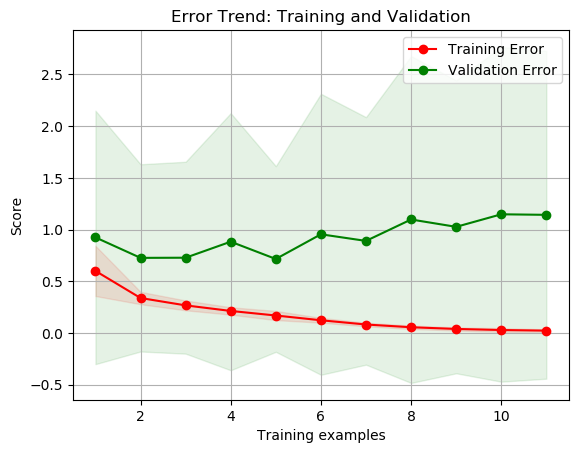 Error Trend: Training and Validation
Training Error
Validation Error
Score
2.5
2.0
1.5
1.0
0.5
0.0
−0.5
2
4
6
8
10
Training examples